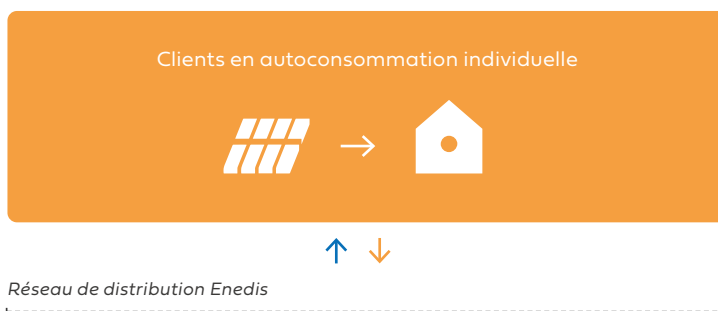 Clients en autoconsommation individuelle
Réseau de distribution Enedis